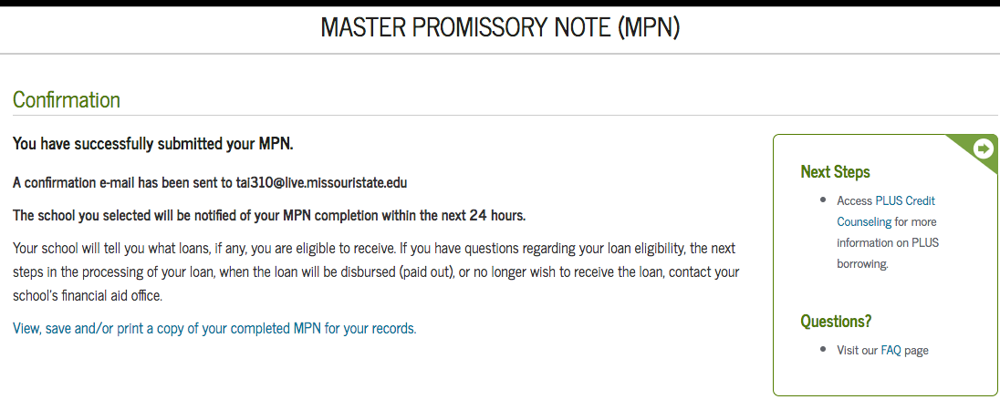 MASTER PROMISSORY NOTE (MPN)
Confirmation
You have successfully submitted your MPN.
A confirmation e-mail has been sent to tai310@live.missouristate.edu
The school you selected will be notified of your MPN completion within the next 24 hours.
Your school will tell you what loans, if any, you are eligible to receive. If you have questions regarding your loan eligibility, the next
steps in the processing of your loan, when the loan will be disbursed (paid out), or no longer wish to receive the loan, contact your
school's financial aid office.
View, save and/or print a copy of your completed MPN for your records.
Next Steps
• Access PLUS Credit
Counseling for more
information on PLUS
borrowing.
Questions?
• Visit our FAQ page